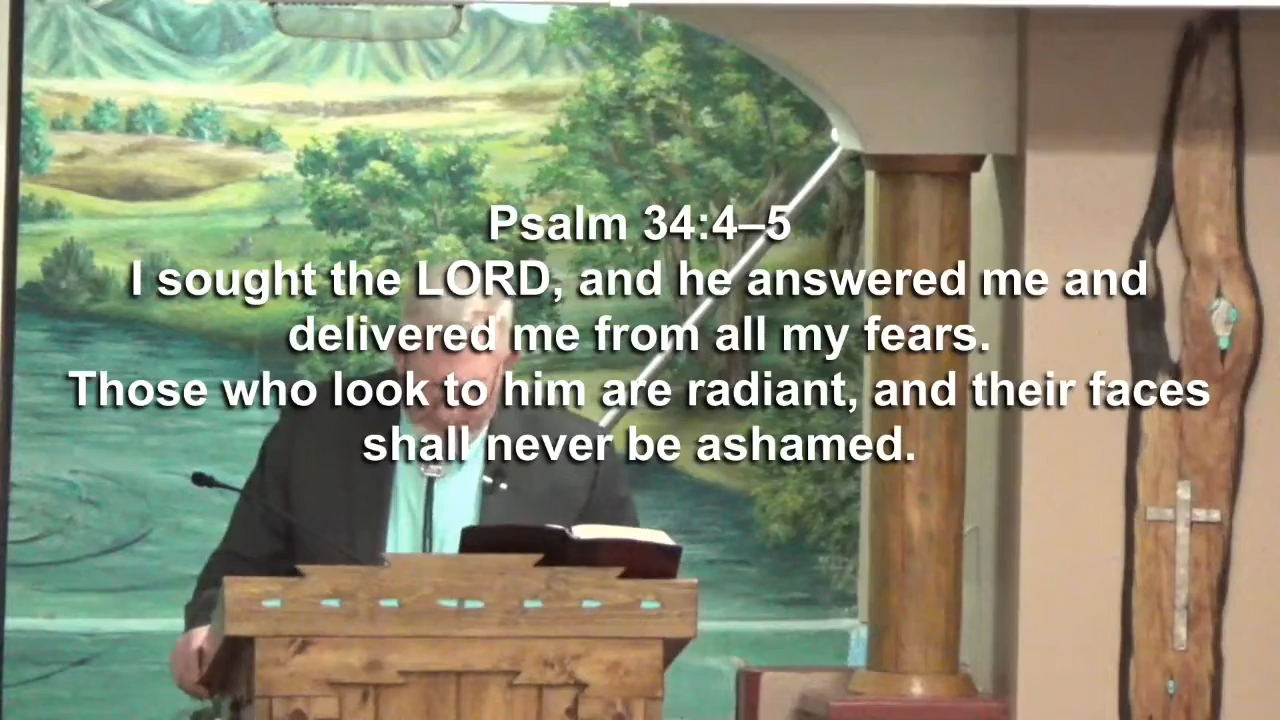 Psalm 34:4–5
I sought the LORD, and he answered me and
delivered me from all my fears.
Those who look to him are radiant, and their faces
shall never be ashamed.